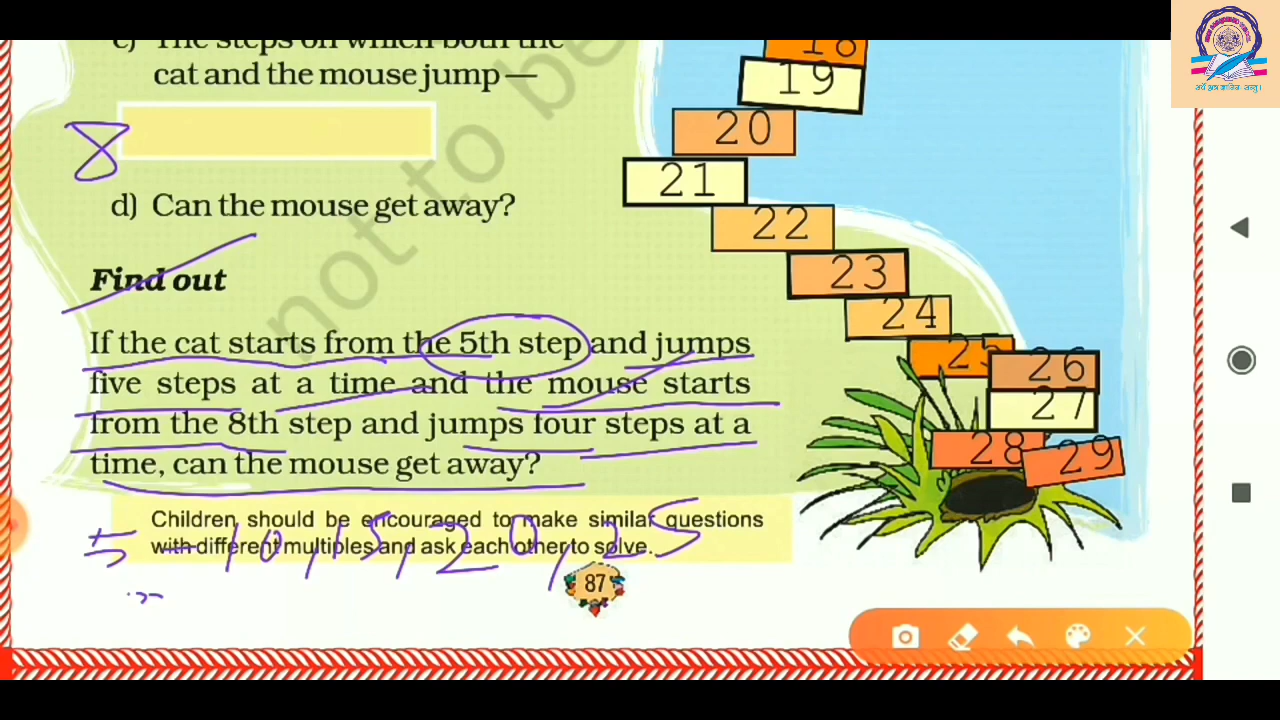 c) The steps on which both the
cat and the mouse jump —
8
d) Can the mouse get away?
Find out
If the cat starts from the 5th step and jumps
five steps at a time and the mouse starts
from the 8th step and jumps four steps at a
time, can the mouse get away?
Children should be encouraged to make similar questions
with different multiples and ask each other to solve.
5 — 10, 15, 20, 25
87
18
19
20
21
22
23
24
25
26
27
28
29
not to be